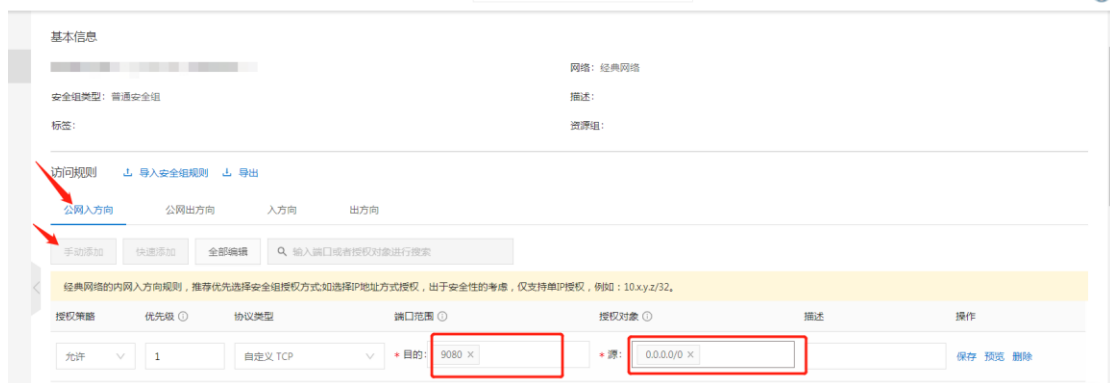 基本信息
网络：经典网络
安全组类型：普通安全组
描述：
标签：
资源组：
访问规则 导入安全组规则 导出
公网入方向 公网出方向 入方向 出方向
手动添加 快速添加 全部编辑 输入端口或者授权对象进行搜索
经典网络的内网入方向规则，推荐优先选择安全组授权方式;如选择IP地址方式授权，出于安全性的考虑，仅支持单IP授权，例如：10.x.y.z/32。
授权策略 优先级 协议类型 端口范围 授权对象 描述 操作
允许 1 自定义 TCP * 目的： 9080 × * 源： 0.0.0.0/0 × 保存 预览 删除